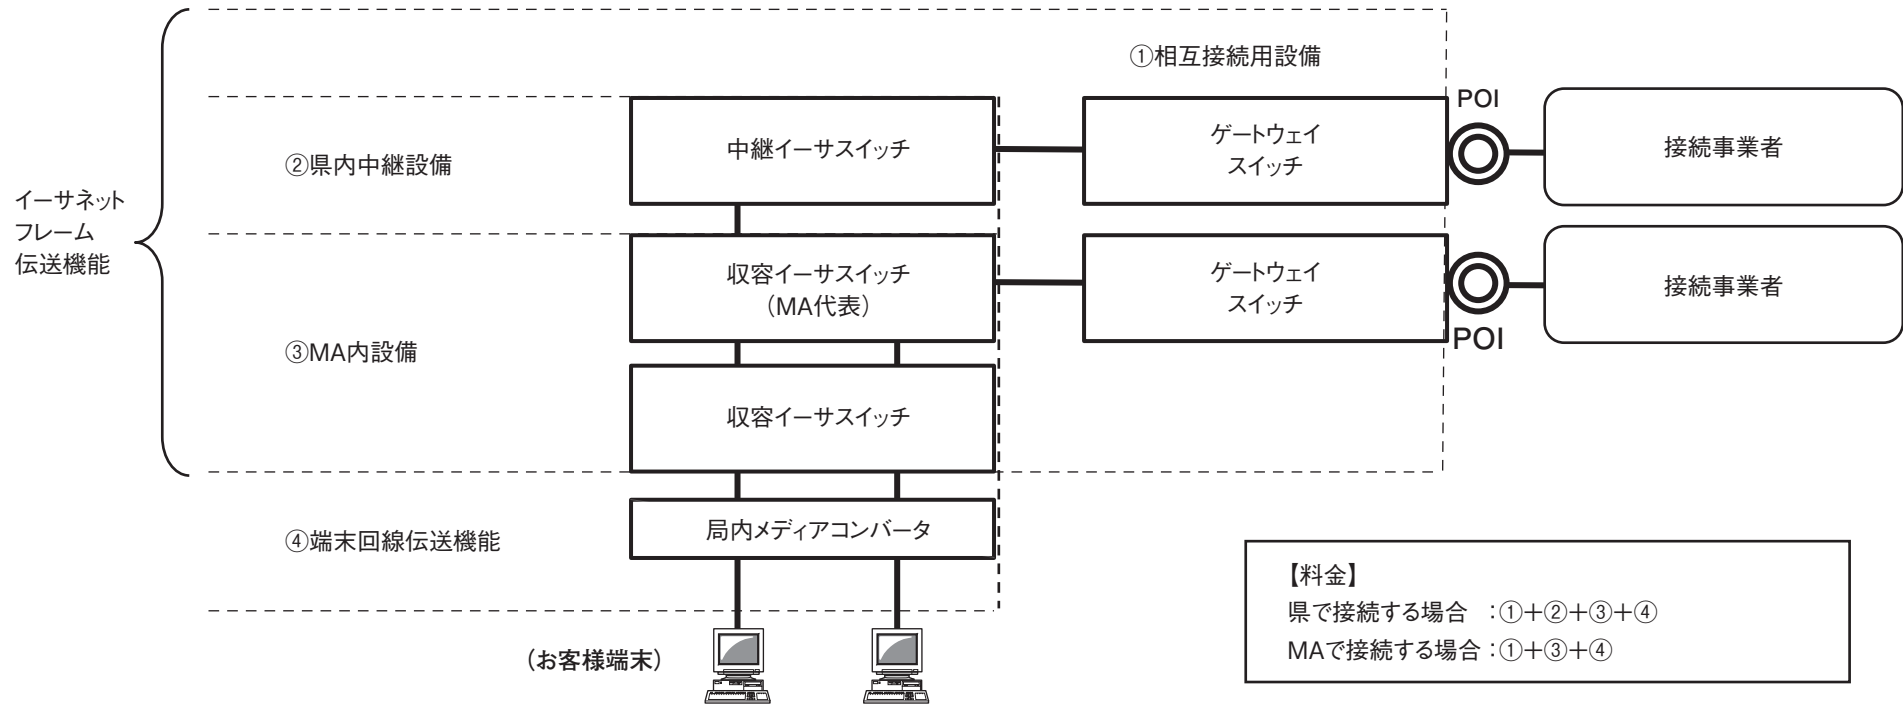 ①相互接続用設備
POI
中継イーサスイッチ
ゲートウェイ
スイッチ
接続事業者
②県内中継設備
イーサネット
フレーム
伝送機能
収容イーサスイッチ
（MA代表）
ゲートウェイ
スイッチ
接続事業者
POI
③MA内設備
収容イーサスイッチ
④端末回線伝送機能
局内メディアコンバータ
（お客様端末）
【料金】
県で接続する場合 ：①＋②＋③＋④
MAで接続する場合：①＋③＋④